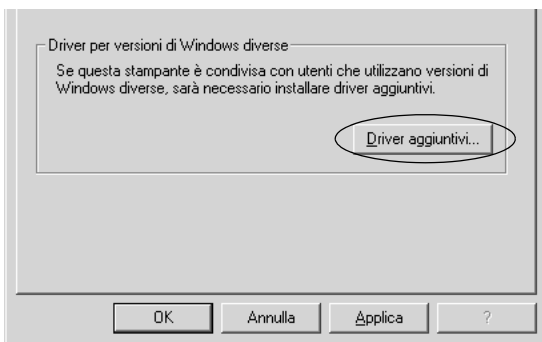 Driver per versioni di Windows diverse
Se questa stampante è condivisa con utenti che utilizzano versioni di
Windows diverse, sarà necessario installare driver aggiuntivi.
Driver aggiuntivi...
OK Annulla Applica ?